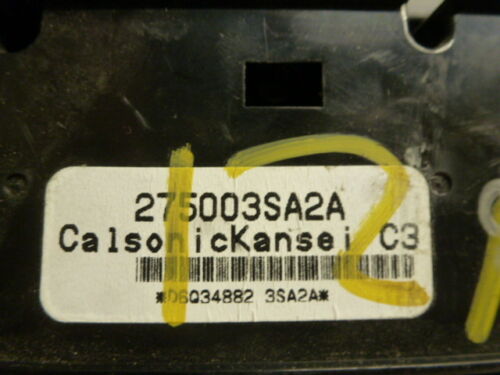 275003SA2A
CalsonicKansei C3
*D6Q34882 3SA2A*
12